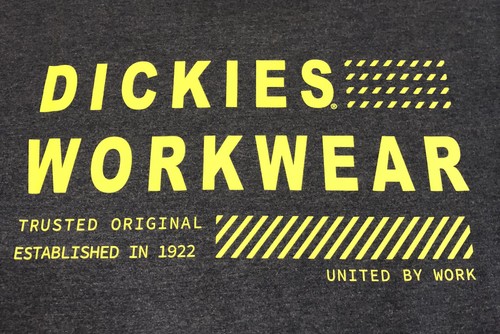 DICKIES®
WORKWEAR
TRUSTED ORIGINAL
ESTABLISHED IN 1922
UNITED BY WORK